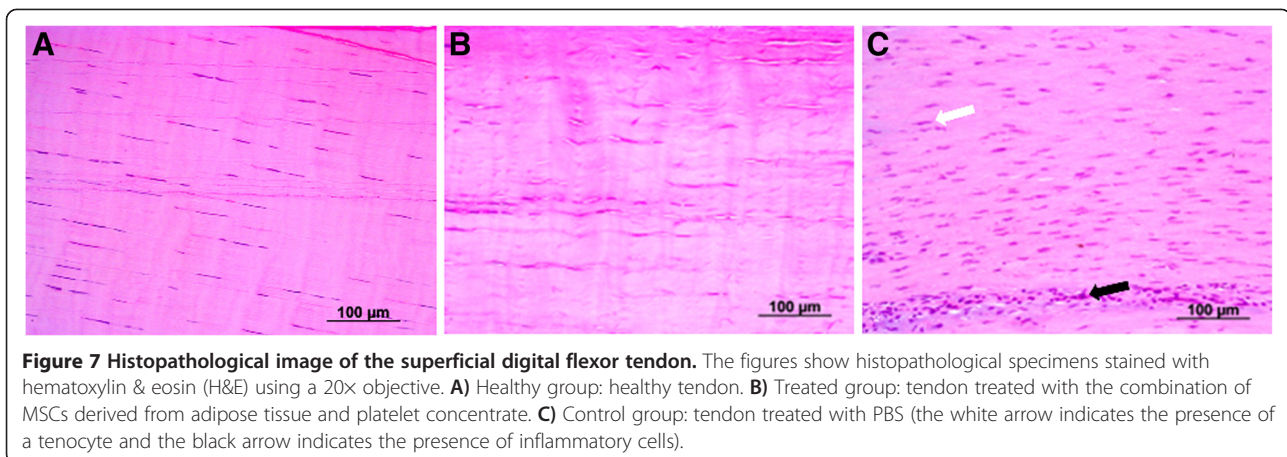 A
B
C
100 µm
100 µm
100 µm
Figure 7 Histopathological image of the superficial digital flexor tendon. The figures show histopathological specimens stained with
hematoxylin & eosin (H&E) using a 20× objective. A) Healthy group: healthy tendon. B) Treated group: tendon treated with the combination of
MSCs derived from adipose tissue and platelet concentrate. C) Control group: tendon treated with PBS (the white arrow indicates the presence of
a tenocyte and the black arrow indicates the presence of inflammatory cells).